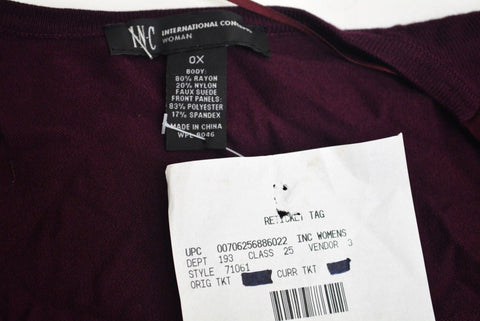 I·N·C INTERNATIONAL CONCEPTS
WOMAN
0X
BODY:
80% RAYON
20% NYLON
FAUX SUEDE
FRONT PANELS:
83% POLYESTER
17% SPANDEX
MADE IN CHINA
WPL 9046
RETICKET TAG
UPC 00706256886022 INC WOMENS
DEPT 193 CLASS 25 VENDOR 3
STYLE 71061
ORIG TKT CURR TKT